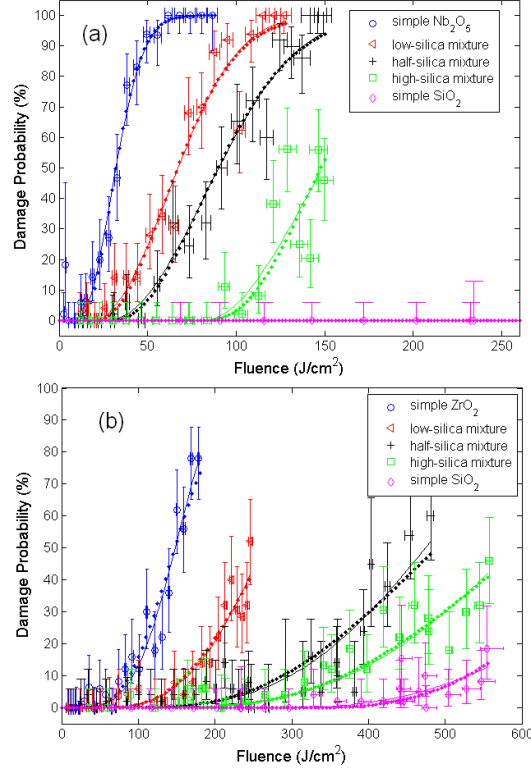 (a)
simple Nb₂O₅
low-silica mixture
half-silica mixture
high-silica mixture
simple SiO₂
Damage Probability (%)
100
90
80
70
60
50
40
30
20
10
0
0 50 100 150 200 250
Fluence (J/cm²)
(b)
simple ZrO₂
low-silica mixture
half-silica mixture
high-silica mixture
simple SiO₂
Damage Probability (%)
100
90
80
70
60
50
40
30
20
10
0
0 100 200 300 400 500 600
Fluence (J/cm²)